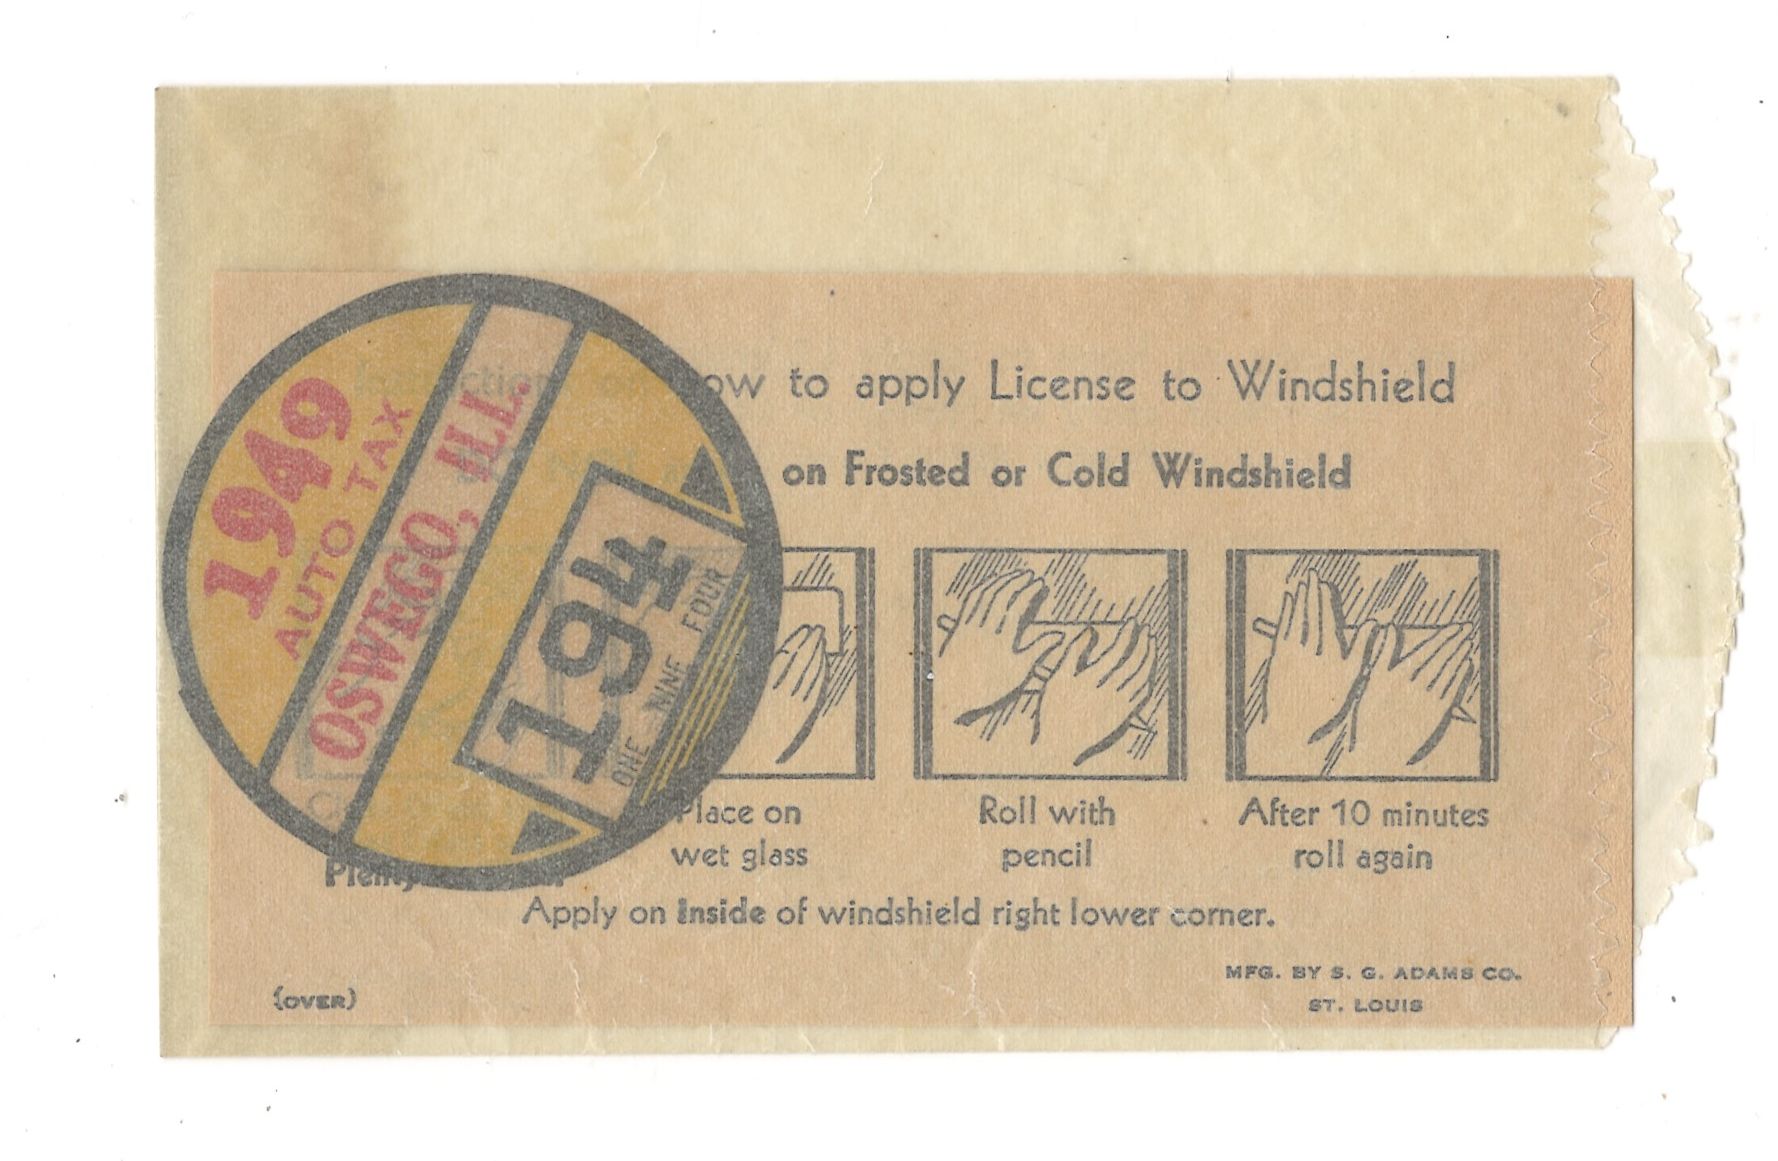 1949
AUTO TAX
OSWEGO, ILL.
194
ONE NINE FOUR
how to apply License to Windshield
on Frosted or Cold Windshield
Place on
wet glass
Roll with
pencil
After 10 minutes
roll again
Plenty
Apply on inside of windshield right lower corner.
(OVER)
MFG. BY S. G. ADAMS CO.
ST. LOUIS